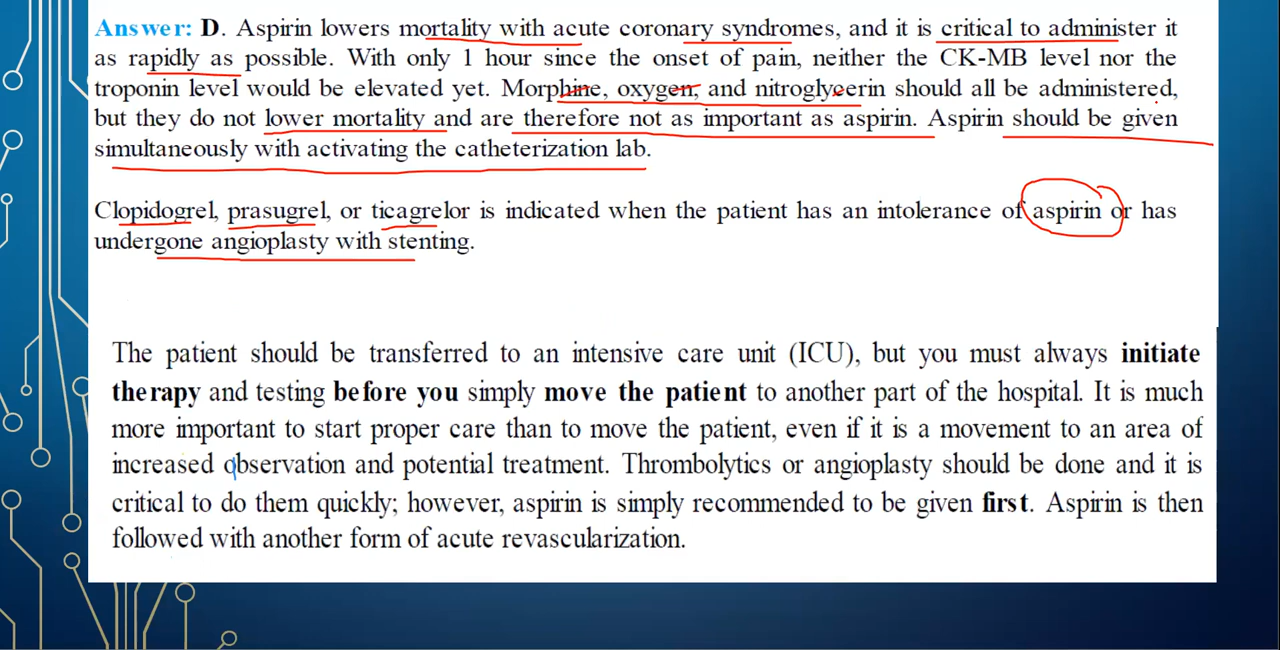 Answer: D. Aspirin lowers mortality with acute coronary syndromes, and it is critical to administer it
as rapidly as possible. With only 1 hour since the onset of pain, neither the CK-MB level nor the
troponin level would be elevated yet. Morphine, oxygen, and nitroglycerin should all be administered,
but they do not lower mortality and are therefore not as important as aspirin. Aspirin should be given
simultaneously with activating the catheterization lab.
Clopidogrel, prasugrel, or ticagrelor is indicated when the patient has an intolerance of aspirin or has
undergone angioplasty with stenting.
The patient should be transferred to an intensive care unit (ICU), but you must always initiate
therapy and testing before you simply move the patient to another part of the hospital. It is much
more important to start proper care than to move the patient, even if it is a movement to an area of
increased observation and potential treatment. Thrombolytics or angioplasty should be done and it is
critical to do them quickly; however, aspirin is simply recommended to be given first. Aspirin is then
followed with another form of acute revascularization.